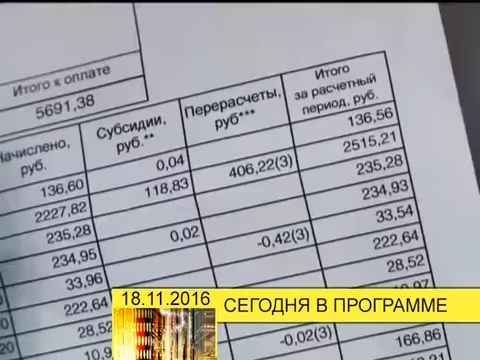 Итого к оплате
5691,38
Начислено, руб. Субсидии, руб.** Перерасчеты, руб*** Итого за расчетный период, руб.
136,60 0,04 136,56
2227,82 118,83 406,22(3) 2515,21
235,28 235,28
234,95 0,02 234,93
33,96 -0,42(3) 33,54
222,64 222,64
28,52 28,52
10,9
-0,02(3) 166,86
18.11.2016 СЕГОДНЯ В ПРОГРАММЕ